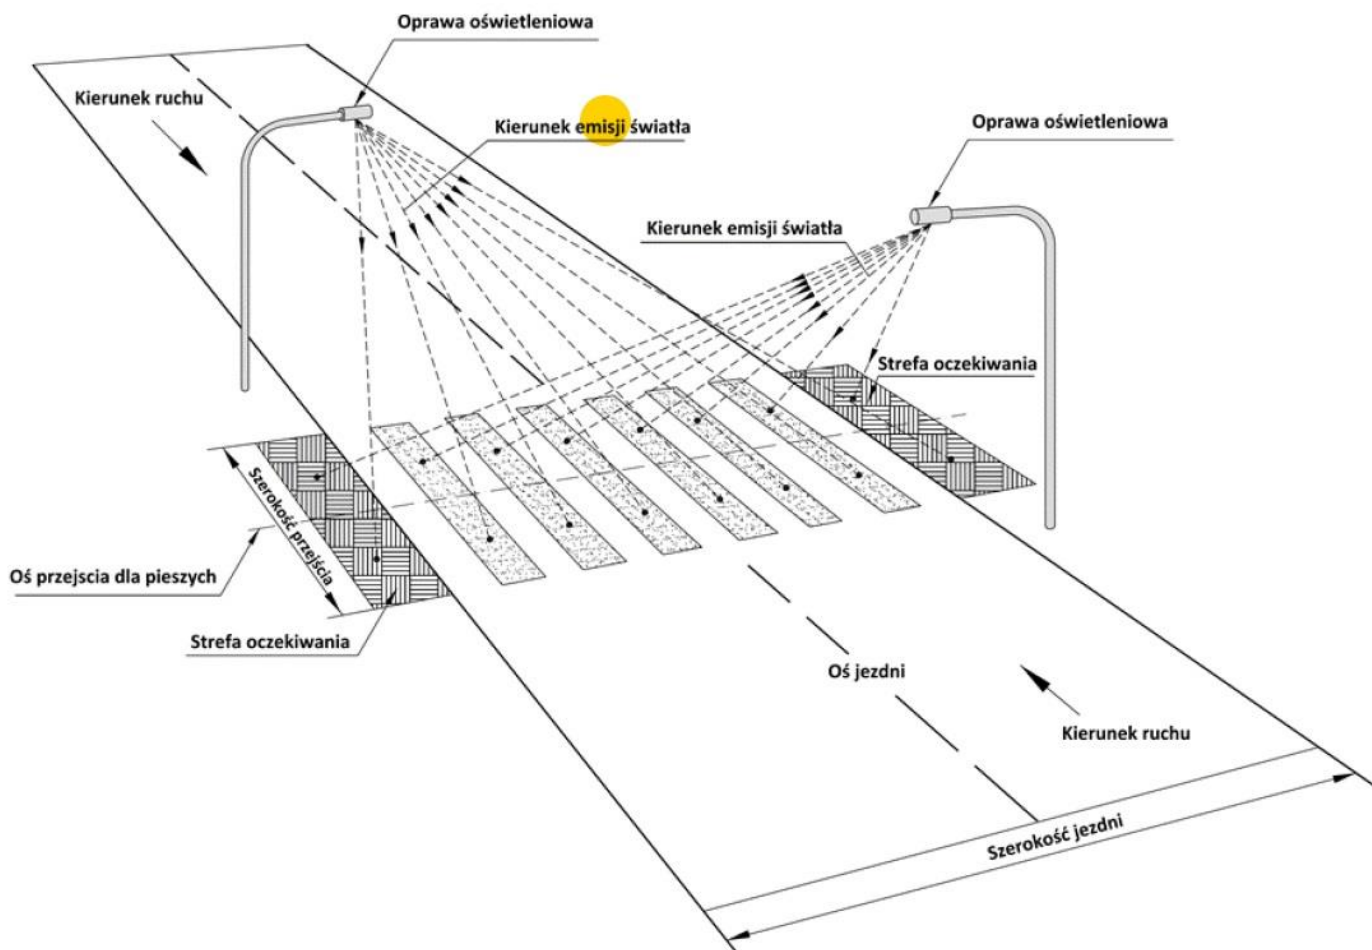 Oprawa oświetleniowa
Kierunek ruchu
Kierunek emisji światła
Oprawa oświetleniowa
Kierunek emisji światła
Strefa oczekiwania
Szerokość przejścia
Oś przejscia dla pieszych
Strefa oczekiwania
Oś jezdni
Kierunek ruchu
Szerokość jezdni